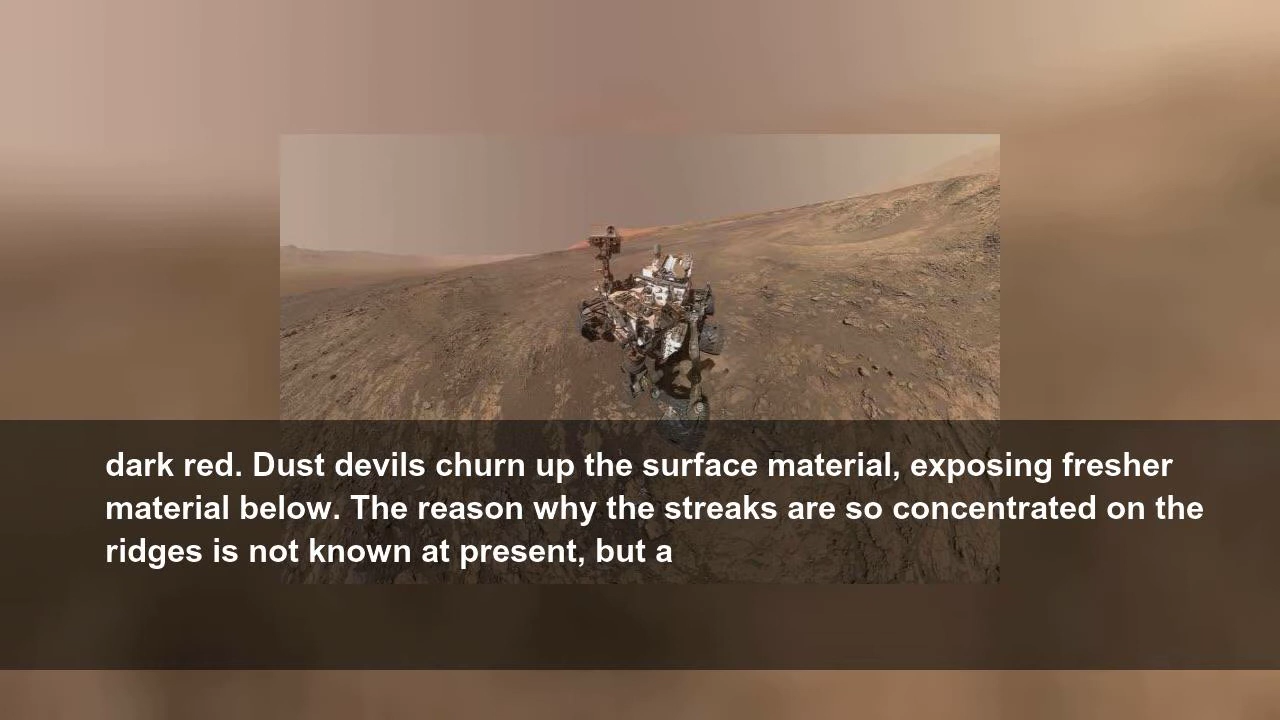 dark red. Dust devils churn up the surface material, exposing fresher
material below. The reason why the streaks are so concentrated on the
ridges is not known at present, but a